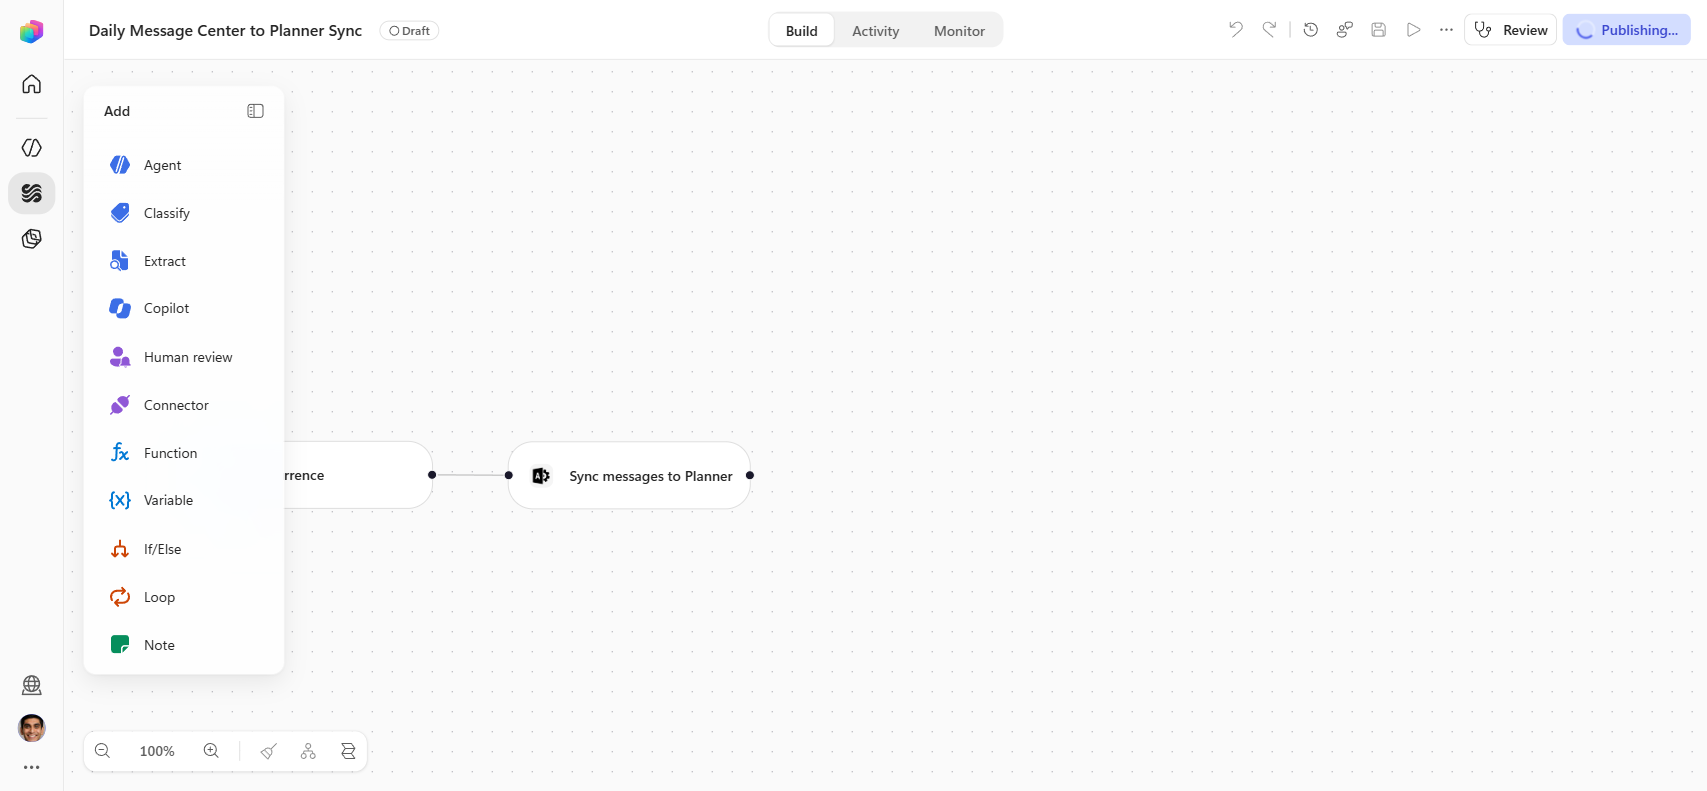 Daily Message Center to Planner Sync
Draft
Build
Activity
Monitor
Review
Publishing...
Add
Agent
Classify
Extract
Copilot
Human review
Connector
Function
Variable
If/Else
Loop
Note
rrence
Sync messages to Planner
100%